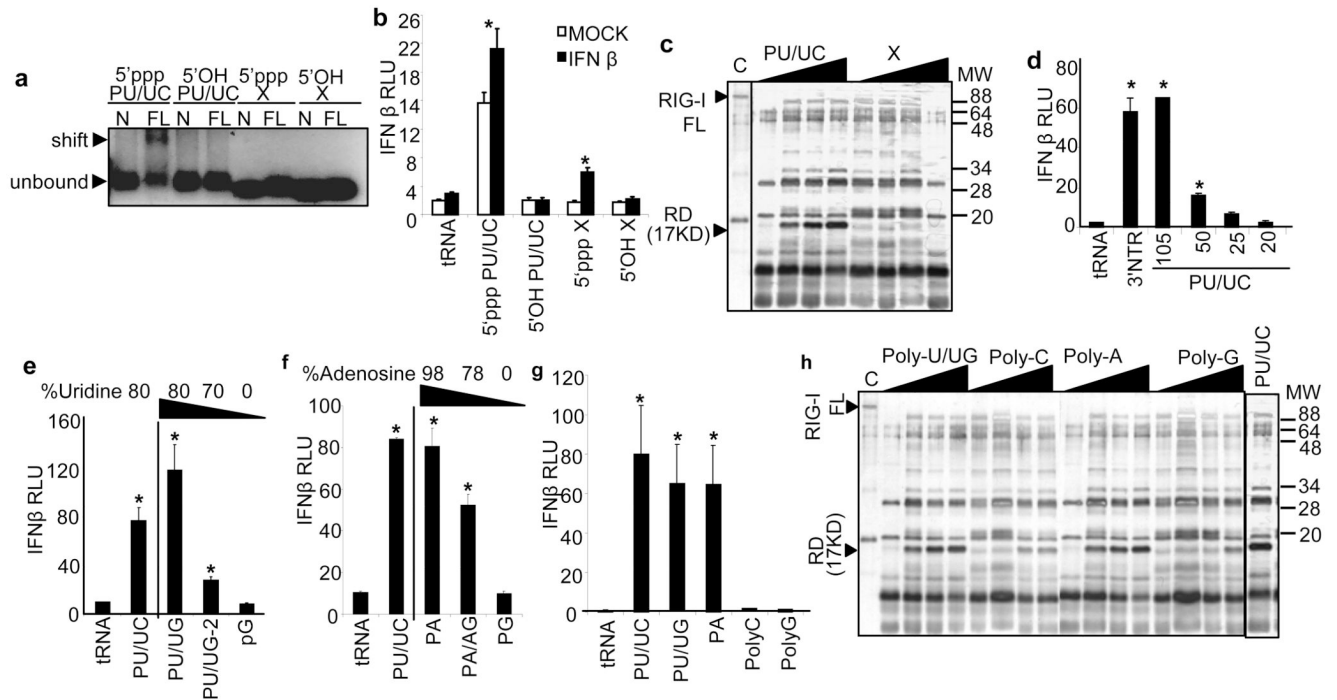 a
5'ppp 5'OH 5'ppp 5'OH
PU/UC PU/UC X X
N FL N FL N FL N FL
shift
unbound
b
26
22
18
14
10
8
4
0
IFNβ RLU
MOCK
IFN β
*
*
tRNA
5'ppp PU/UC
5'OH PU/UC
5'ppp X
5'OH X
c
PU/UC X
C MW
RIG-I
FL
RD
(17KD)
88
64
48
34
28
20
d
80
60
40
20
0
IFN β RLU
* * *
tRNA
3'NTR
105
50
25
20
PU/UC
e
%Uridine 80 80 70 0
160
120
80
40
0
IFNβ RLU
* * *
tRNA
PU/UC
PU/UG
PU/UG-2
pG
f
%Adenosine 98 78 0
100
80
60
40
20
0
IFNβ RLU
* * *
tRNA
PU/UC
PA
PA/AG
PG
g
120
100
80
60
40
20
0
IFNβ RLU
* * *
tRNA
PU/UC
PU/UG
PA
PolyC
PolyG
h
Poly-U/UG Poly-C Poly-A Poly-G PU/UC
C MW
RIG-I
FL
RD
(17KD)
88
64
48
34
28
20